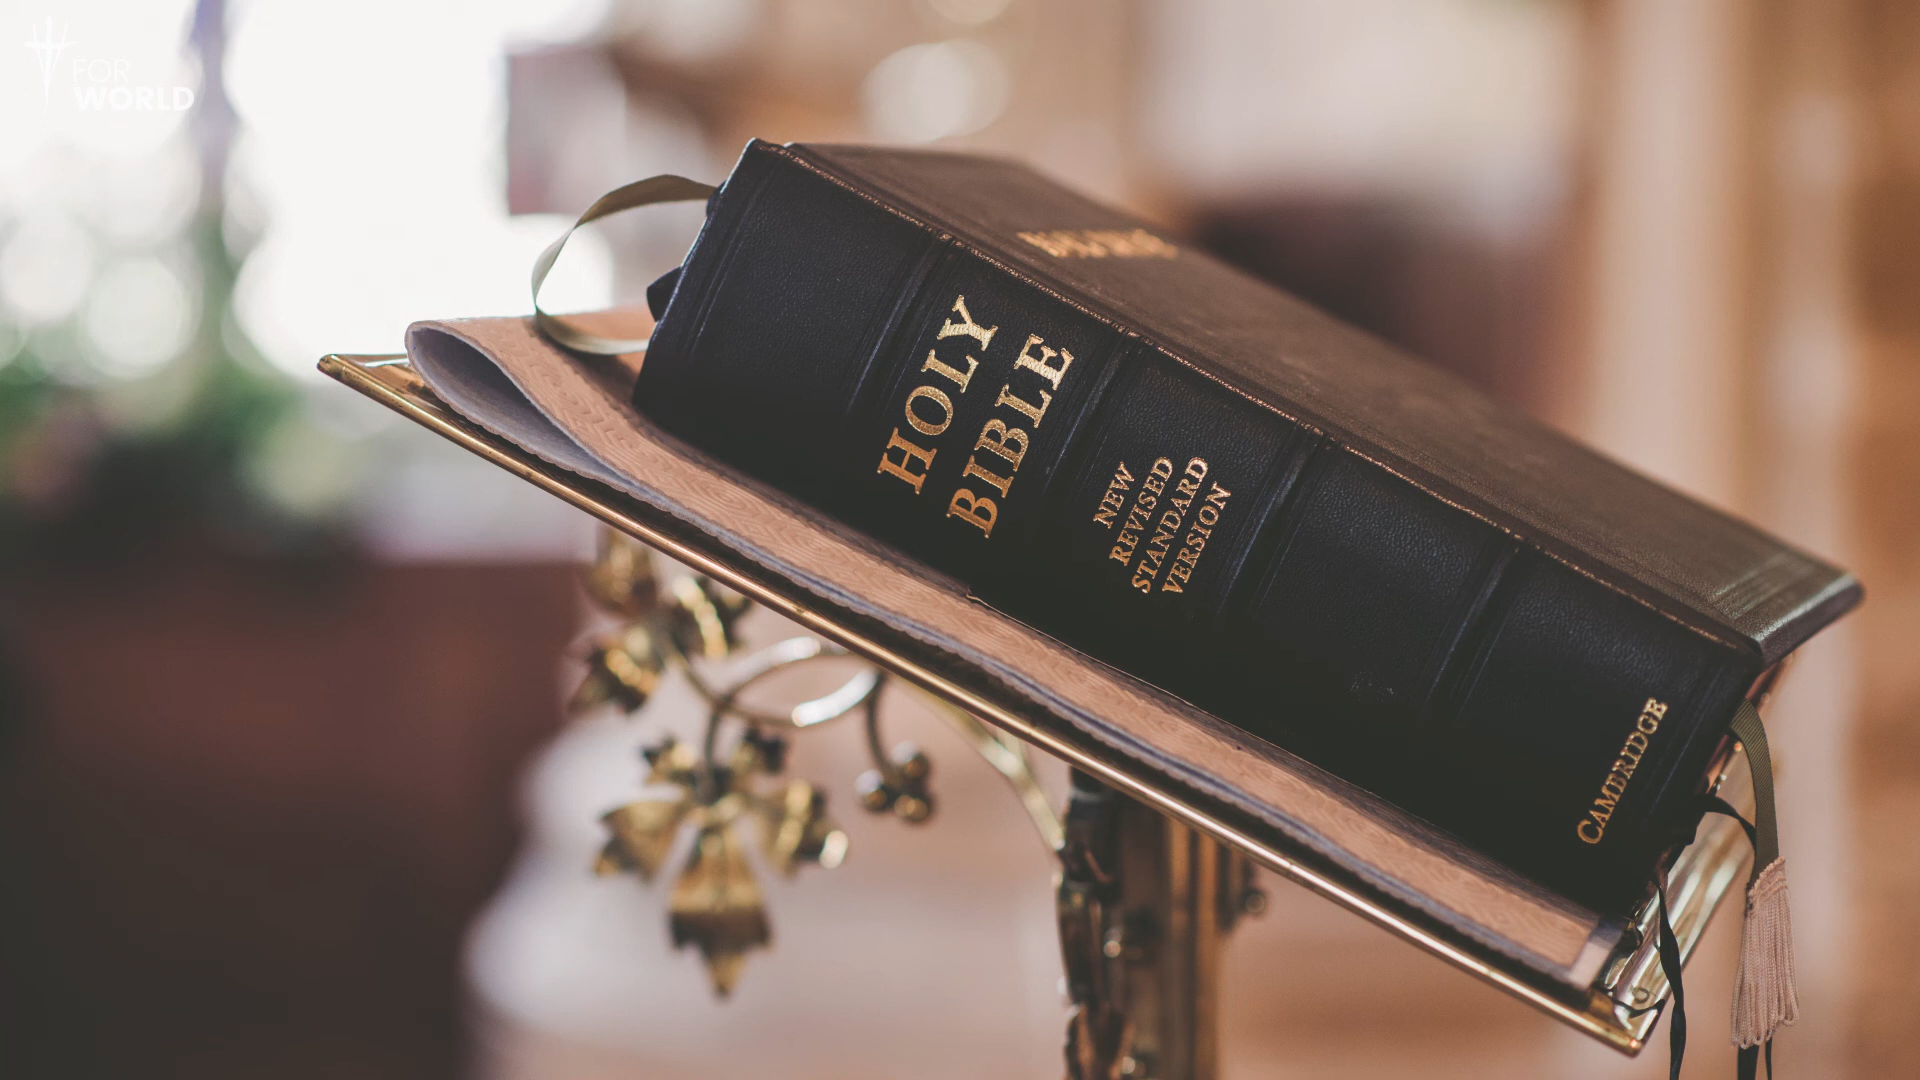 FOR
WORLD
HOLY
BIBLE
NEW
REVISED
STANDARD
VERSION
CAMBRIDGE